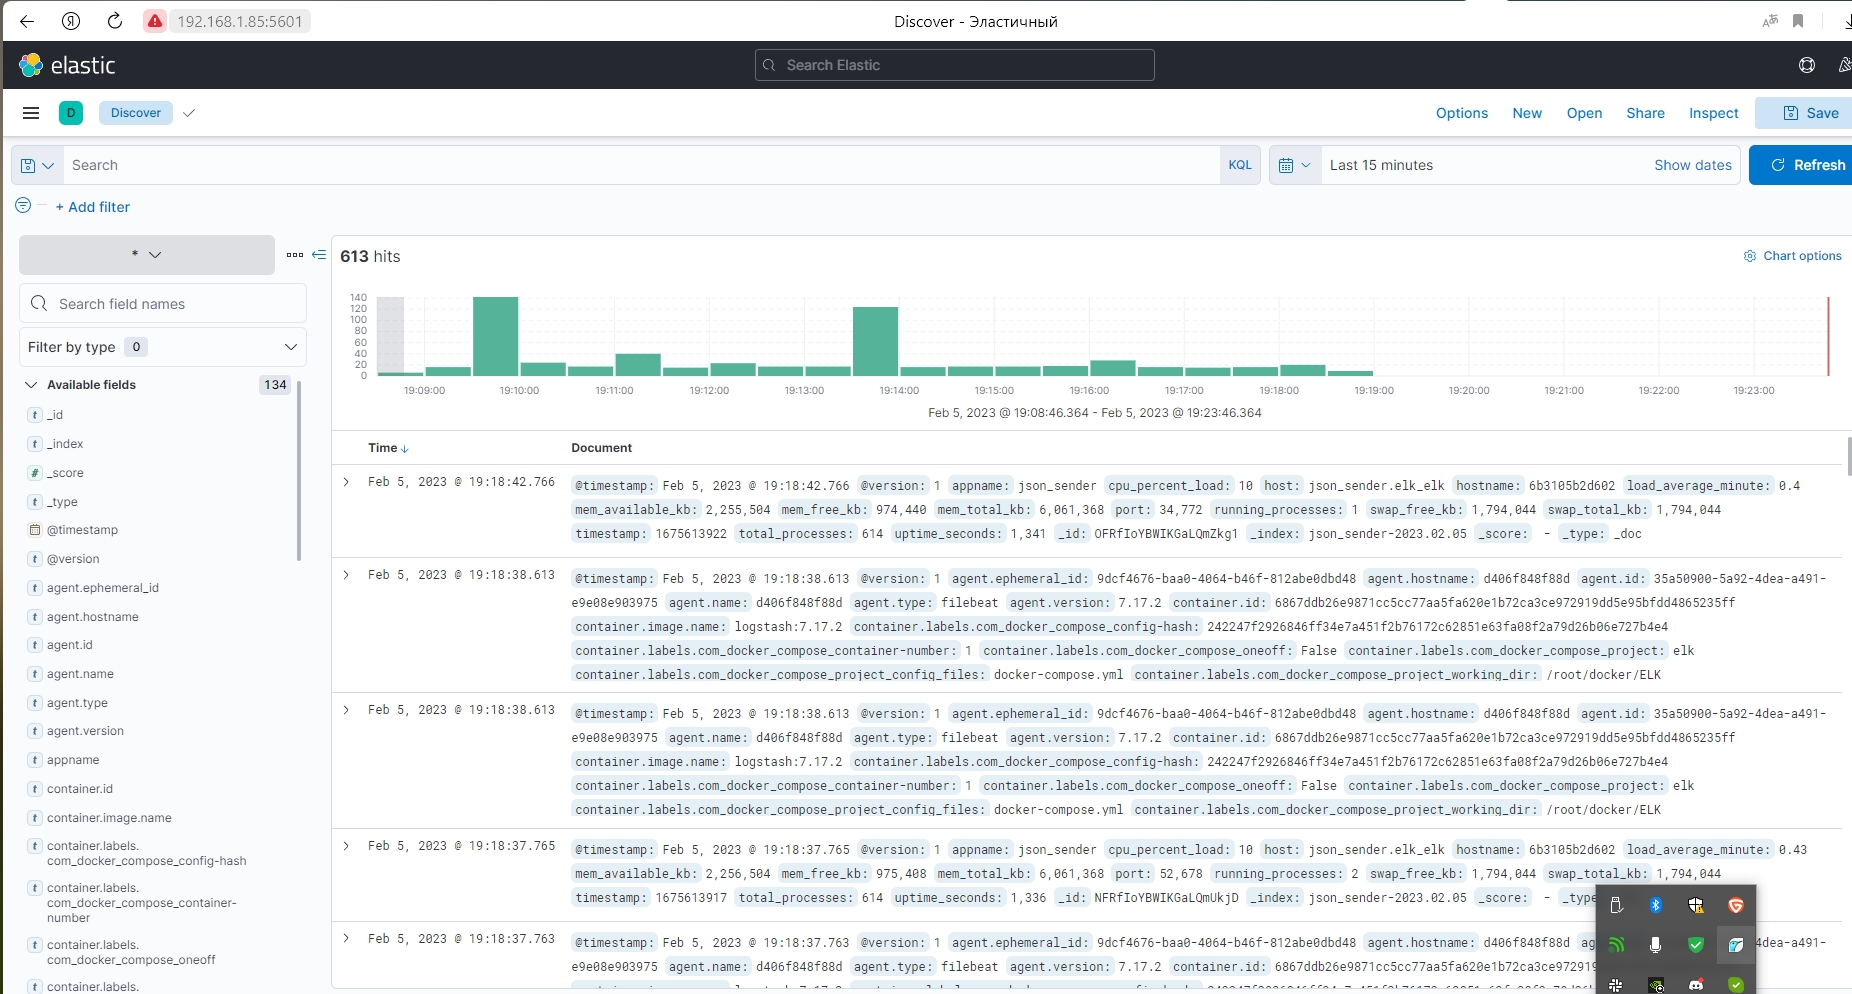 192.168.1.85:5601
Discover - Эластичный
elastic
Search Elastic
D
Discover
Options New Open Share Inspect Save
Search
KQL
Last 15 minutes
Show dates
Refresh
+ Add filter
*
613 hits
Chart options
Search field names
Filter by type 0
Available fields 134
t _id
t _index
# _score
t _type
@timestamp
t @version
t agent.ephemeral_id
t agent.hostname
t agent.id
t agent.name
t agent.type
t agent.version
t appname
t container.id
t container.image.name
t container.labels.
com_docker_compose_config-hash
t container.labels.
com_docker_compose_container-
number
t container.labels.
com_docker_compose_oneoff
t container.labels.
140
120
100
80
60
40
20
0
19:09:00 19:10:00 19:11:00 19:12:00 19:13:00 19:14:00 19:15:00 19:16:00 19:17:00 19:18:00 19:19:00 19:20:00 19:21:00 19:22:00 19:23:00
Feb 5, 2023 @ 19:08:46.364 - Feb 5, 2023 @ 19:23:46.364
Time Document
Feb 5, 2023 @ 19:18:42.766 @timestamp: Feb 5, 2023 @ 19:18:42.766 @version: 1 appname: json_sender cpu_percent_load: 10 host: json_sender.elk_elk hostname: 6b3105b2d602 load_average_minute: 0.4
mem_available_kb: 2,255,504 mem_free_kb: 974,440 mem_total_kb: 6,061,368 port: 34,772 running_processes: 1 swap_free_kb: 1,794,044 swap_total_kb: 1,794,044
timestamp: 1675613922 total_processes: 614 uptime_seconds: 1,341 _id: OFRfIoYBWIKGaLQmZkg1 _index: json_sender-2023.02.05 _score: - _type: _doc
Feb 5, 2023 @ 19:18:38.613 @timestamp: Feb 5, 2023 @ 19:18:38.613 @version: 1 agent.ephemeral_id: 9dcf4676-baa0-4064-b46f-812abe0dbd48 agent.hostname: d406f848f88d agent.id: 35a50900-5a92-4dea-a491-
e9e08e903975 agent.name: d406f848f88d agent.type: filebeat agent.version: 7.17.2 container.id: 6867ddb26e9871cc5cc77aa5fa620e1b72ca3ce972919dd5e95bfdd4865235ff
container.image.name: logstash:7.17.2 container.labels.com_docker_compose_config-hash: 242247f2926846ff34e7a451f2b76172c62851e63fa08f2a79d26b06e727b4e4
container.labels.com_docker_compose_container-number: 1 container.labels.com_docker_compose_oneoff: False container.labels.com_docker_compose_project: elk
container.labels.com_docker_compose_project_config_files: docker-compose.yml container.labels.com_docker_compose_project_working_dir: /root/docker/ELK
Feb 5, 2023 @ 19:18:38.613 @timestamp: Feb 5, 2023 @ 19:18:38.613 @version: 1 agent.ephemeral_id: 9dcf4676-baa0-4064-b46f-812abe0dbd48 agent.hostname: d406f848f88d agent.id: 35a50900-5a92-4dea-a491-
e9e08e903975 agent.name: d406f848f88d agent.type: filebeat agent.version: 7.17.2 container.id: 6867ddb26e9871cc5cc77aa5fa620e1b72ca3ce972919dd5e95bfdd4865235ff
container.image.name: logstash:7.17.2 container.labels.com_docker_compose_config-hash: 242247f2926846ff34e7a451f2b76172c62851e63fa08f2a79d26b06e727b4e4
container.labels.com_docker_compose_container-number: 1 container.labels.com_docker_compose_oneoff: False container.labels.com_docker_compose_project: elk
container.labels.com_docker_compose_project_config_files: docker-compose.yml container.labels.com_docker_compose_project_working_dir: /root/docker/ELK
Feb 5, 2023 @ 19:18:37.765 @timestamp: Feb 5, 2023 @ 19:18:37.765 @version: 1 appname: json_sender cpu_percent_load: 10 host: json_sender.elk_elk hostname: 6b3105b2d602 load_average_minute: 0.43
mem_available_kb: 2,256,504 mem_free_kb: 975,408 mem_total_kb: 6,061,368 port: 52,678 running_processes: 2 swap_free_kb: 1,794,044 swap_total_kb: 1,794,044
timestamp: 1675613917 total_processes: 614 uptime_seconds: 1,336 _id: NFRfIoYBWIKGaLQmUkjD _index: json_sender-2023.02.05 _score: - _type
Feb 5, 2023 @ 19:18:37.763 @timestamp: Feb 5, 2023 @ 19:18:37.763 @version: 1 agent.ephemeral_id: 9dcf4676-baa0-4064-b46f-812abe0dbd48 agent.hostname: d406f848f88d ag 4dea-a491-
e9e08e903975 agent.name: d406f848f88d agent.type: filebeat agent.version: 7.17.2 container.id: 6867ddb26e9871cc5cc77aa5fa620e1b72ca3ce97291